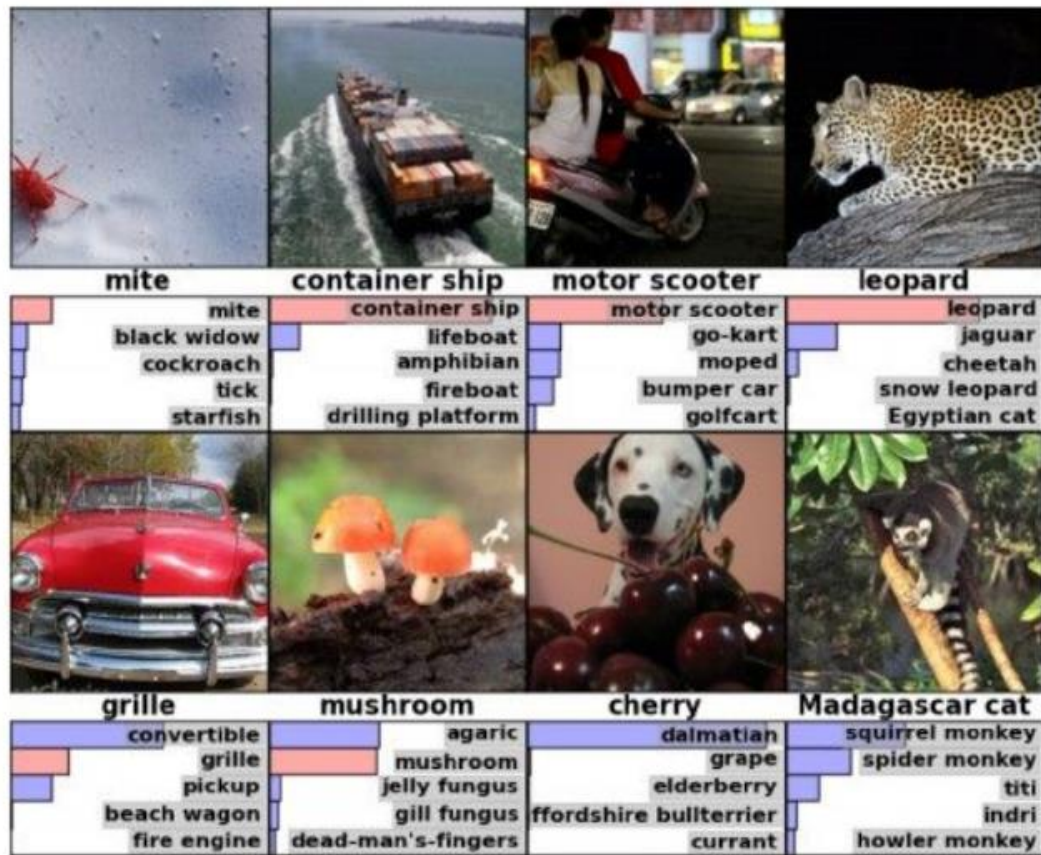 mite
container ship
motor scooter
leopard
mite
black widow
cockroach
tick
starfish
container ship
lifeboat
amphibian
fireboat
drilling platform
motor scooter
go-kart
moped
bumper car
golfcart
leopard
jaguar
cheetah
snow leopard
Egyptian cat
grille
mushroom
cherry
Madagascar cat
convertible
grille
pickup
beach wagon
fire engine
agaric
mushroom
jelly fungus
gill fungus
dead-man's-fingers
dalmatian
grape
elderberry
ffordshire bullterrier
currant
squirrel monkey
spider monkey
titi
indri
howler monkey